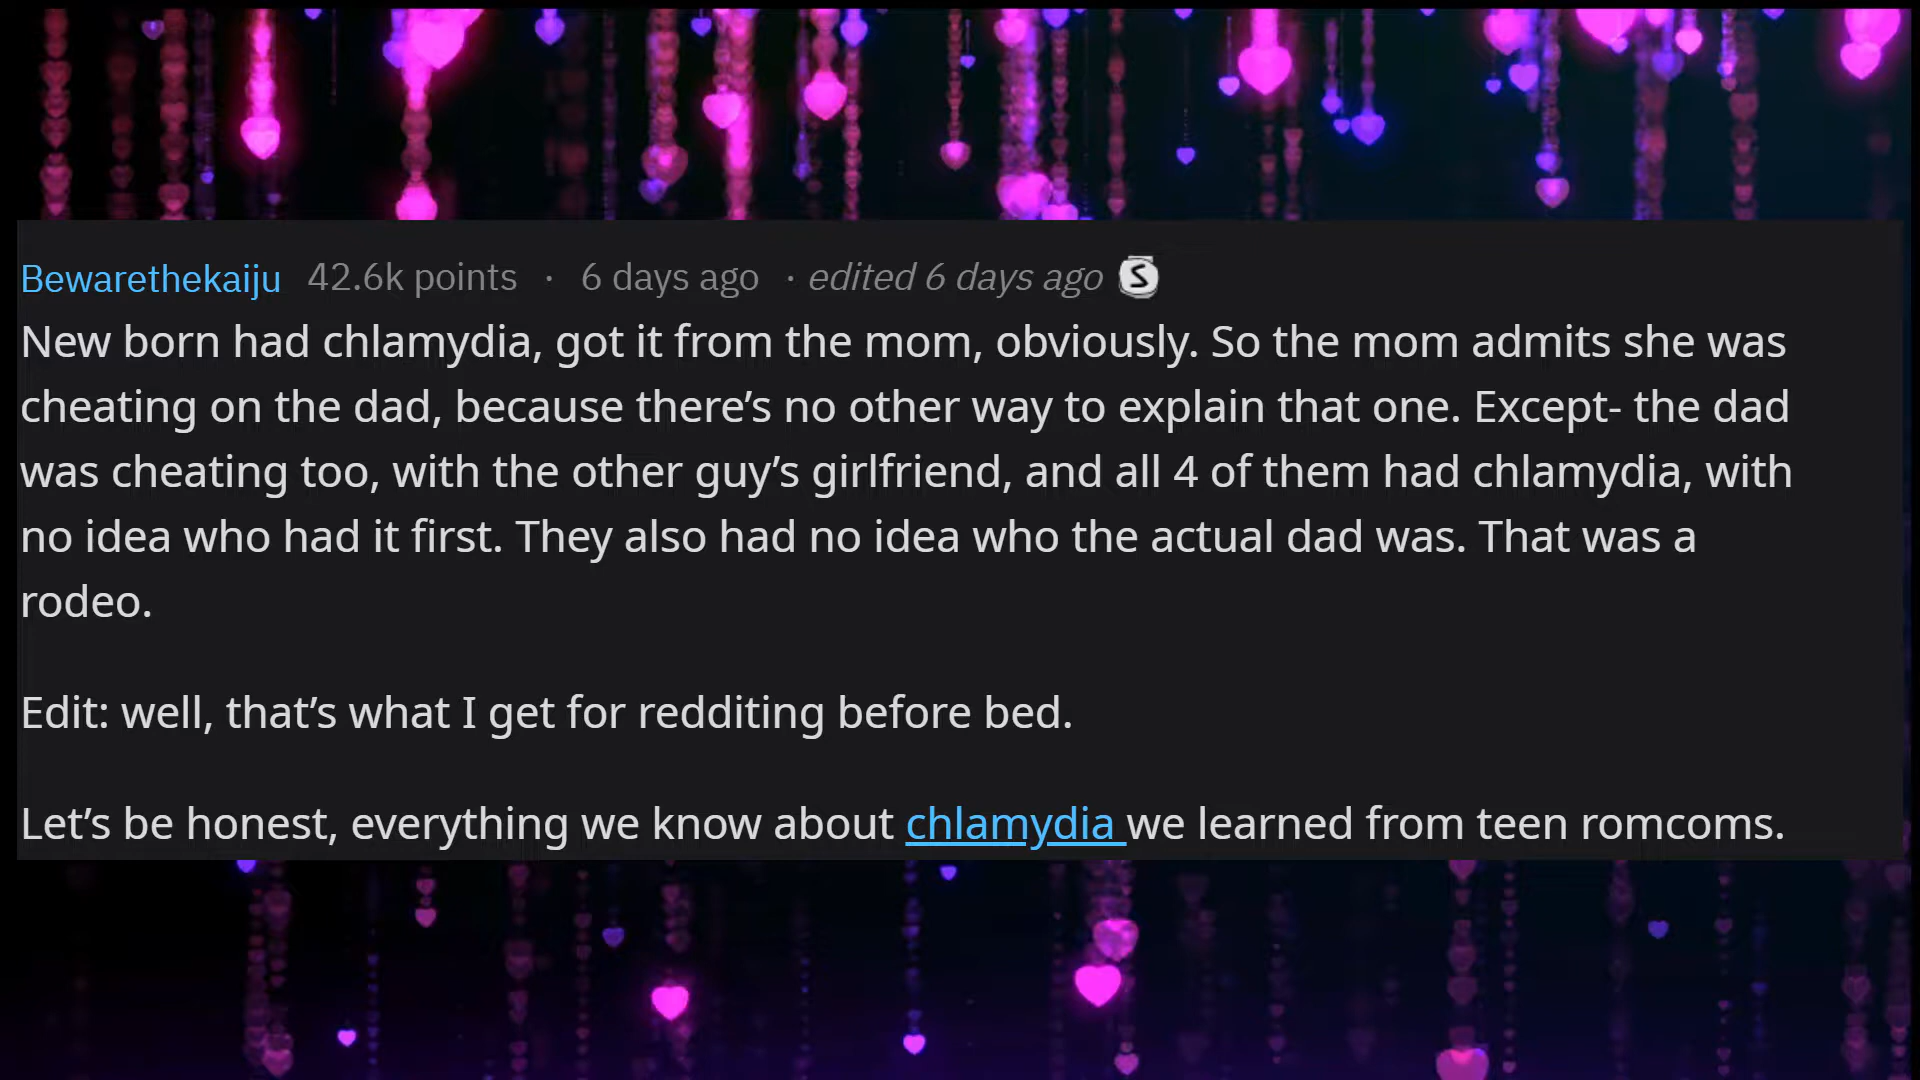 Bewarethekaiju 42.6k points · 6 days ago · edited 6 days ago S
New born had chlamydia, got it from the mom, obviously. So the mom admits she was
cheating on the dad, because there’s no other way to explain that one. Except- the dad
was cheating too, with the other guy’s girlfriend, and all 4 of them had chlamydia, with
no idea who had it first. They also had no idea who the actual dad was. That was a
rodeo.
Edit: well, that’s what I get for redditing before bed.
Let’s be honest, everything we know about chlamydia we learned from teen romcoms.